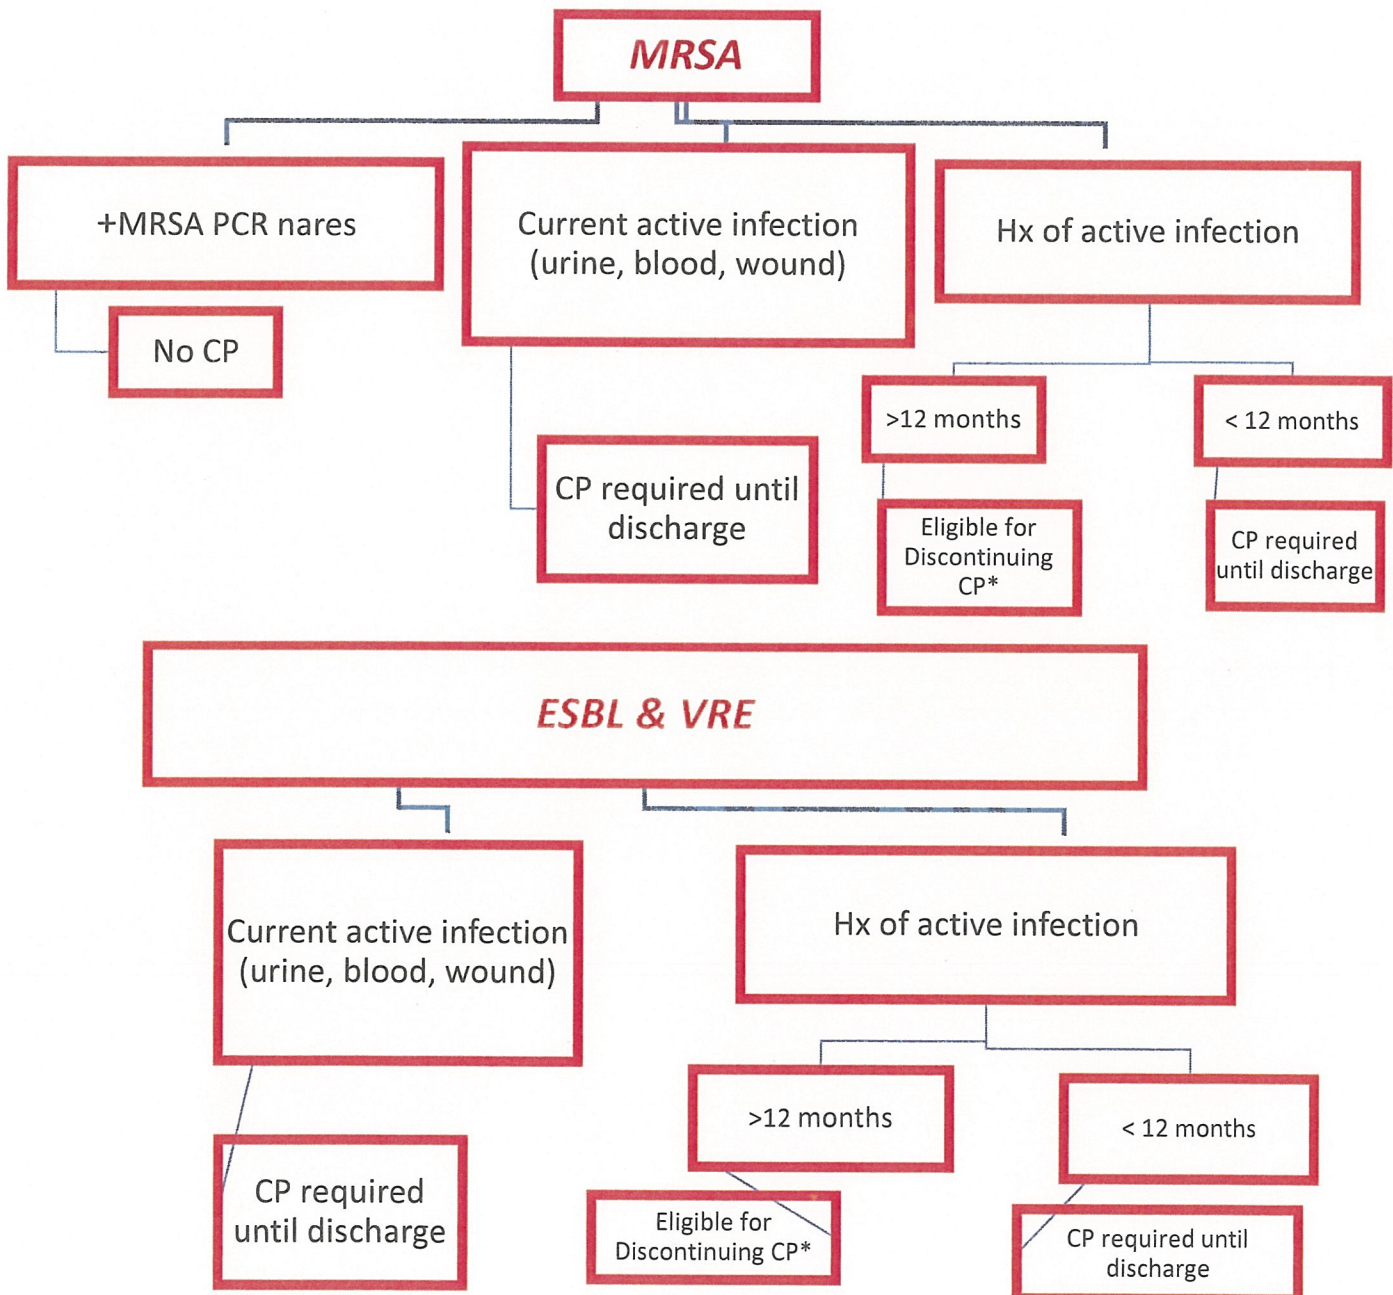 MRSA
+MRSA PCR nares
No CP
Current active infection
(urine, blood, wound)
CP required until
discharge
Hx of active infection
>12 months
Eligible for
Discontinuing
CP*
< 12 months
CP required
until discharge
ESBL & VRE
Current active infection
(urine, blood, wound)
CP required
until discharge
Hx of active infection
>12 months
Eligible for
Discontinuing CP*
< 12 months
CP required until
discharge